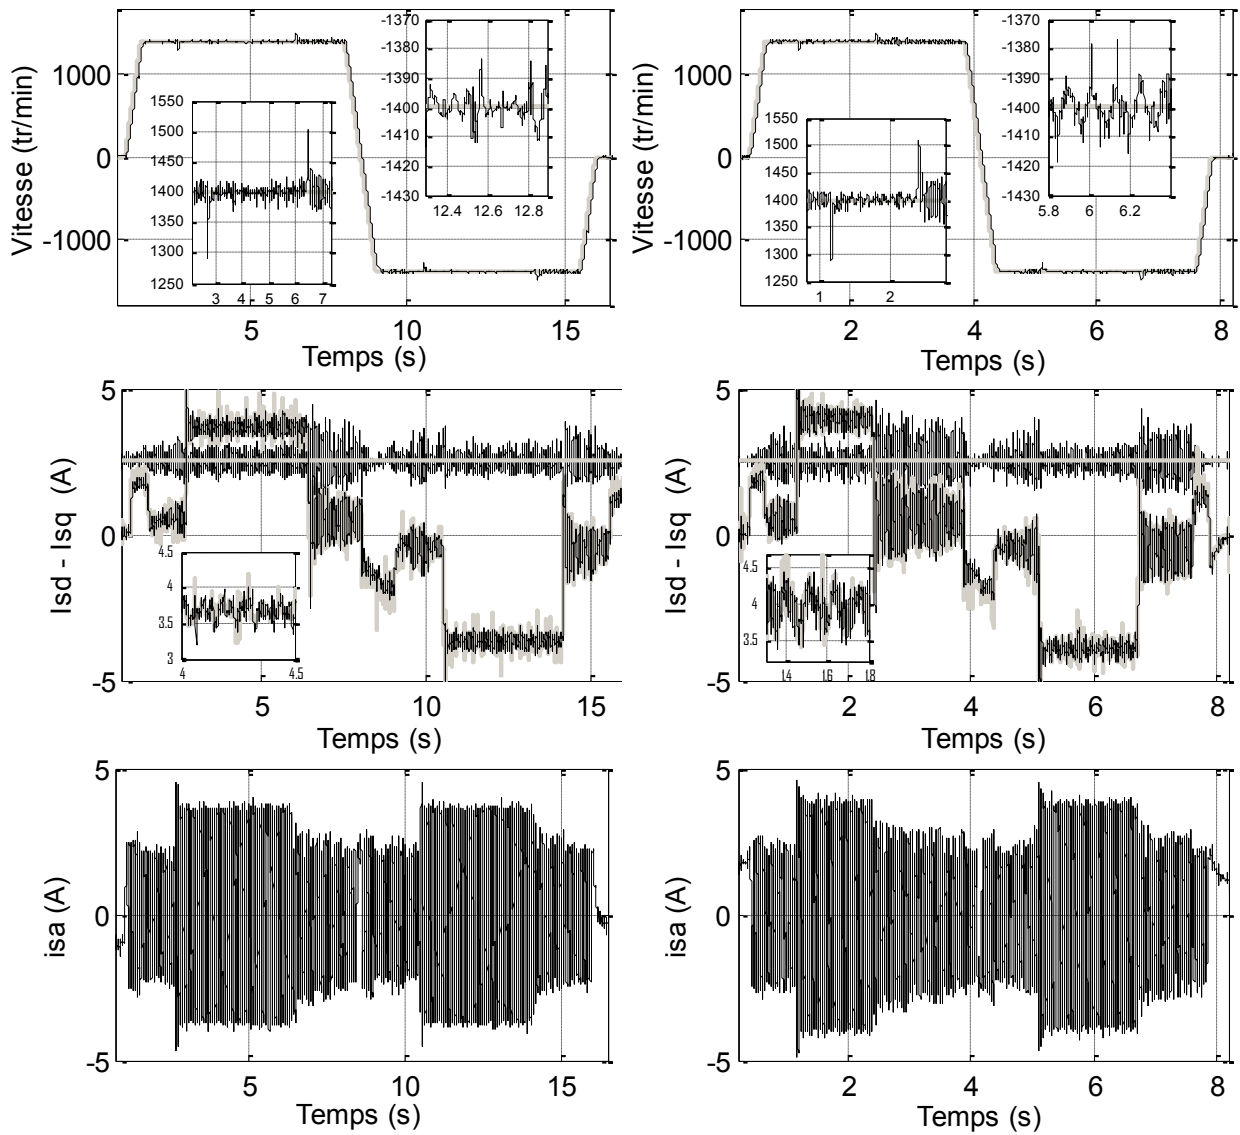 Vitesse (tr/min)
1000
0
-1000
1550
1500
1450
1400
1350
1300
1250
3 4 5 6 7
-1370
-1380
-1390
-1400
-1410
-1420
-1430
12.4 12.6 12.8
5 10 15
Temps (s)
Vitesse (tr/min)
1000
0
-1000
1550
1500
1450
1400
1350
1300
1250
1 2
-1370
-1380
-1390
-1400
-1410
-1420
-1430
5.8 6 6.2
2 4 6 8
Temps (s)
Isd - Isq (A)
5
0
-5
4.5
4
3.5
3
4 4.5
5 10 15
Temps (s)
Isd - Isq (A)
5
0
-5
4.5
4
3.5
1.4 1.6 1.8
2 4 6 8
Temps (s)
isa (A)
5
0
-5
5 10 15
Temps (s)
isa (A)
5
0
-5
2 4 6 8
Temps (s)